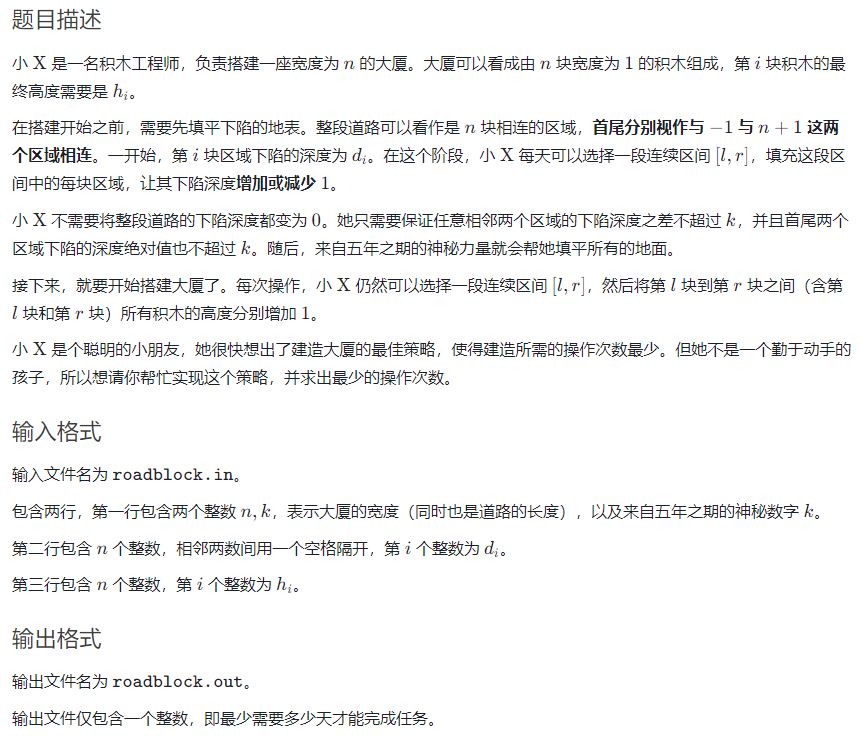 题目描述
小 X 是一名积木工程师，负责搭建一座宽度为 n 的大厦。大厦可以看成由 n 块宽度为 1 的积木组成，第 i 块积木的最
终高度需要是 hᵢ。
在搭建开始之前，需要先填平下陷的地表。整段道路可以看作是 n 块相连的区域，首尾分别视作与 −1 与 n + 1 这两
个区域相连。一开始，第 i 块区域下陷的深度为 dᵢ。在这个阶段，小 X 每天可以选择一段连续区间 [l, r]，填充这段区
间中的每块区域，让其下陷深度增加或减少 1。
小 X 不需要将整段道路的下陷深度都变为 0。她只需要保证任意相邻两个区域的下陷深度之差不超过 k，并且首尾两个
区域下陷的深度绝对值也不超过 k。随后，来自五年之期的神秘力量就会帮她填平所有的地面。
接下来，就要开始搭建大厦了。每次操作，小 X 仍然可以选择一段连续区间 [l, r]，然后将第 l 块到第 r 块之间（含第
l 块和第 r 块）所有积木的高度分别增加 1。
小 X 是个聪明的小朋友，她很快想出了建造大厦的最佳策略，使得建造所需的操作次数最少。但她不是一个勤于动手的
孩子，所以想请你帮忙实现这个策略，并求出最少的操作次数。
输入格式
输入文件名为 roadblock.in。
包含两行，第一行包含两个整数 n, k，表示大厦的宽度（同时也是道路的长度），以及来自五年之期的神秘数字 k。
第二行包含 n 个整数，相邻两数间用一个空格隔开，第 i 个整数为 dᵢ。
第三行包含 n 个整数，第 i 个整数为 hᵢ。
输出格式
输出文件名为 roadblock.out。
输出文件仅包含一个整数，即最少需要多少天才能完成任务。